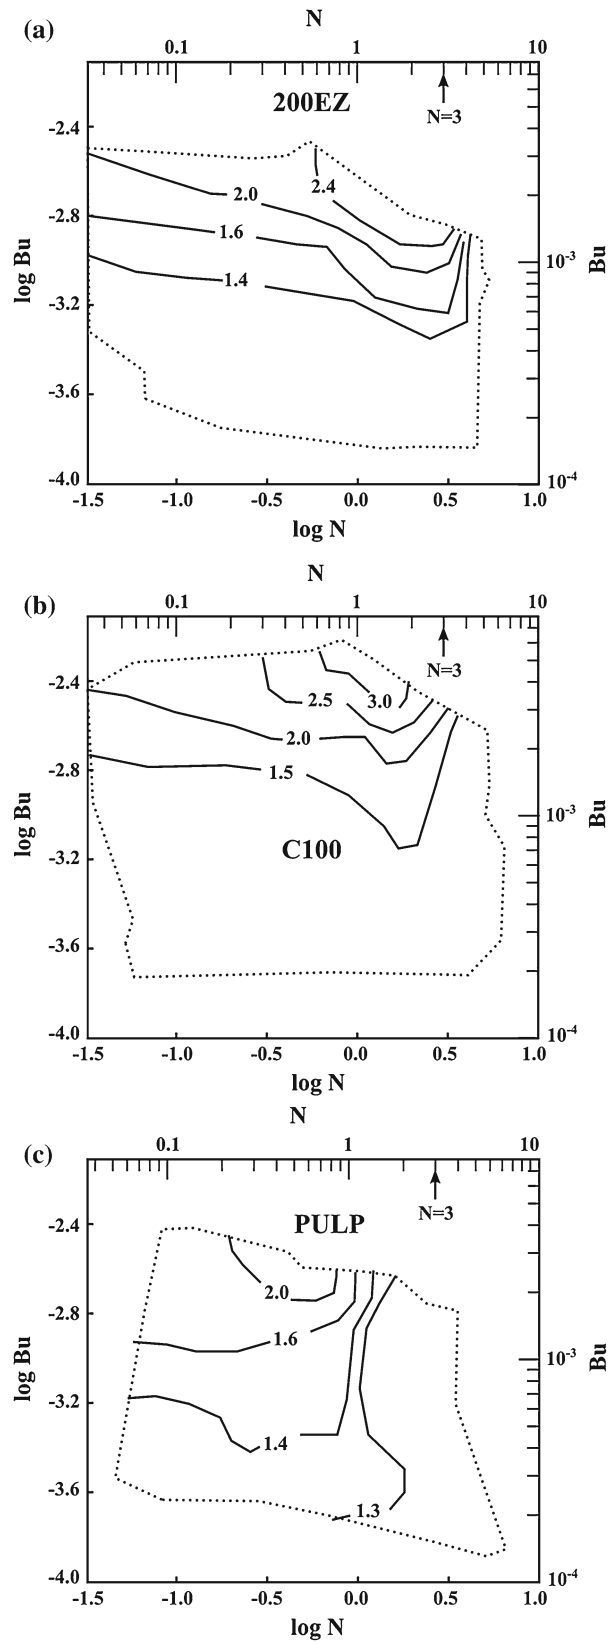 (a)
N
0.1 1 10
200EZ
N=3
-2.4
2.4
2.0
-2.8
1.6
10-3
log Bu
Bu
1.4
-3.2
-3.6
-4.0
10-4
-1.5 -1.0 -0.5 0.0 0.5 1.0
log N
(b)
N
0.1 1 10
N=3
-2.4
2.5
3.0
2.0
-2.8
1.5
10-3
log Bu
Bu
C100
-3.2
-3.6
-4.0
10-4
-1.5 -1.0 -0.5 0.0 0.5 1.0
log N
(c)
N
0.1 1 10
N=3
PULP
-2.4
2.0
-2.8
1.6
10-3
log Bu
Bu
-3.2
1.4
-3.6
1.3
-4.0
10-4
-1.5 -1.0 -0.5 0.0 0.5 1.0
log N